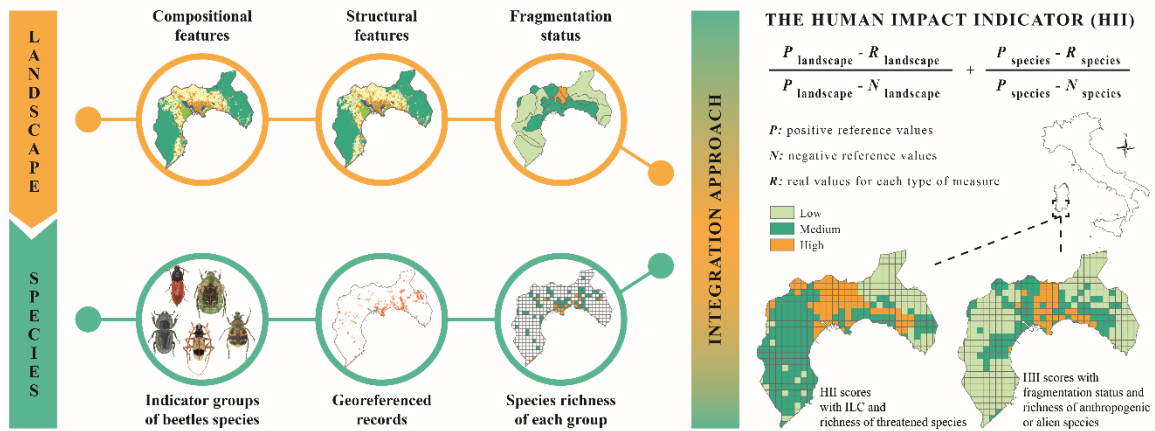 LANDSCAPE
Compositional
features
Structural
features
Fragmentation
status
SPECIES
Indicator groups
of beetles species
Georeferenced
records
Species richness
of each group
INTEGRATION APPROACH
THE HUMAN IMPACT INDICATOR (HII)
P landscape - R landscape
P landscape - N landscape
+
P species - R species
P species - N species
P: positive reference values
N: negative reference values
R: real values for each type of measure
Low
Medium
High
HII scores
with ILC and
richness of threatened species
HII scores with
fragmentation status and
richness of anthropogenic
or alien species